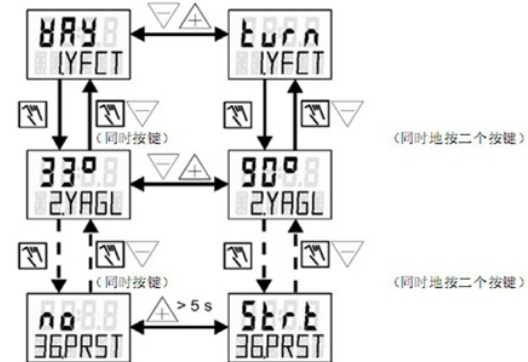 WAY turn
1.YFCT 1.YFCT
(同时按键) (同时地按二个按键)
33° 90°
2.YAGL 2.YAGL
(同时按键) (同时地按二个按键)
no > 5 s Strt
36.PRST 36.PRST